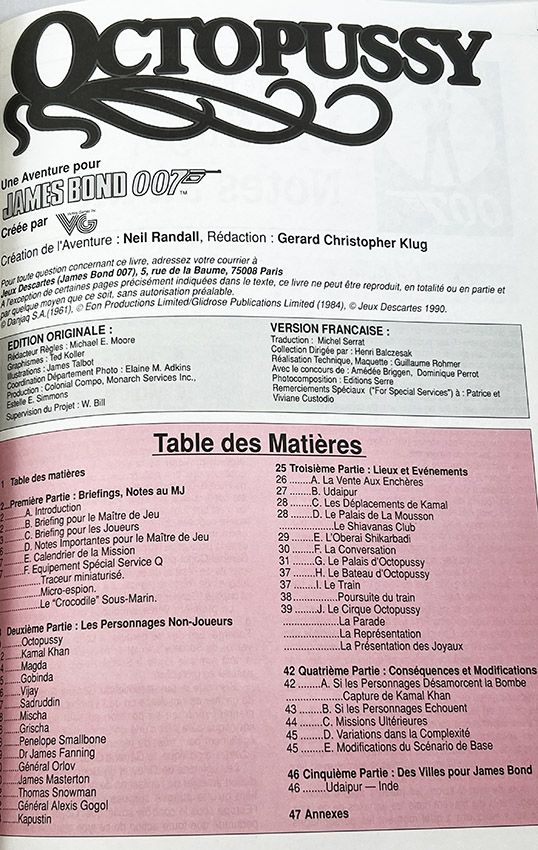 OCTOPUSSY
Une Aventure pour
JAMES BOND 007 ™
Créée par VG
Création de l'Aventure : Neil Randall, Rédaction : Gerard Christopher Klug
Pour toute question concernant ce livre, adressez votre courrier à
Jeux Descartes (James Bond 007), 5, rue de la Baume, 75008 Paris
A l'exception de certaines pages précisément indiquées dans le texte, ce livre ne peut être reproduit, en totalité ou en partie et
par quelque moyen que ce soit, sans autorisation préalable.
© Danjaq S.A.(1961), © Eon Productions Limited/Glidrose Publications Limited (1984), © Jeux Descartes 1990.
EDITION ORIGINALE :
Rédacteur Règles : Michael E. Moore
Graphismes : Ted Koller
Illustrations : James Talbot
Coordination Département Photo : Elaine M. Adkins
Production : Colonial Compo, Monarch Services Inc.,
Estelle E. Simmons
Supervision du Projet : W. Bill
VERSION FRANCAISE :
Traduction : Michel Serrat
Collection Dirigée par : Henri Balczesak
Réalisation Technique, Maquette : Guillaume Rohmer
Avec le concours de : Amédée Briggen, Dominique Perrot
Photocomposition : Editions Serre
Remerciements Spéciaux ("For Special Services") à : Patrice et
Viviane Custodio
Table des Matières
1 Table des matières
2...Première Partie : Briefings, Notes au MJ
2........A. Introduction
2........B. Briefing pour le Maître de Jeu
........C. Briefing pour les Joueurs
........D. Notes Importantes pour le Maître de Jeu
........E. Calendrier de la Mission
........F. Equipement Spécial Service Q
............Traceur miniaturisé.
............Micro-espion.
............Le "Crocodile" Sous-Marin.
Deuxième Partie : Les Personnages Non-Joueurs
......Octopussy
......Kamal Khan
......Magda
......Gobinda
......Vijay
......Sadruddin
......Mischa
......Grischa
......Penelope Smallbone
......Dr James Fanning
......Général Orlov
......James Masterton
......Thomas Snowman
......Général Alexis Gogol
......Kapustin
25 Troisième Partie : Lieux et Evénements
26 ........A. La Vente Aux Enchères
27 ........B. Udaipur
28 ........C. Les Déplacements de Kamal
28 ........D. Le Palais de La Mousson
................Le Shiavanas Club
29 ........E. L'Oberai Shikarbadi
30 ........F. La Conversation
31 ........G. Le Palais d'Octopussy
37 ........H. Le Bateau d'Octopussy
37 ........I. Le Train
38 ................Poursuite du train
39 ........J. Le Cirque Octopussy
................La Parade
................La Représentation
................La Présentation des Joyaux
42 Quatrième Partie : Conséquences et Modifications
42 ........A. Si les Personnages Désamorcent la Bombe
................Capture de Kamal Khan
43 ........B. Si les Personnages Echouent
44 ........C. Missions Ultérieures
45 ........D. Variations dans la Complexité
45 ........E. Modifications du Scénario de Base
46 Cinquième Partie : Des Villes pour James Bond
46 ........Udaipur — Inde
47 Annexes